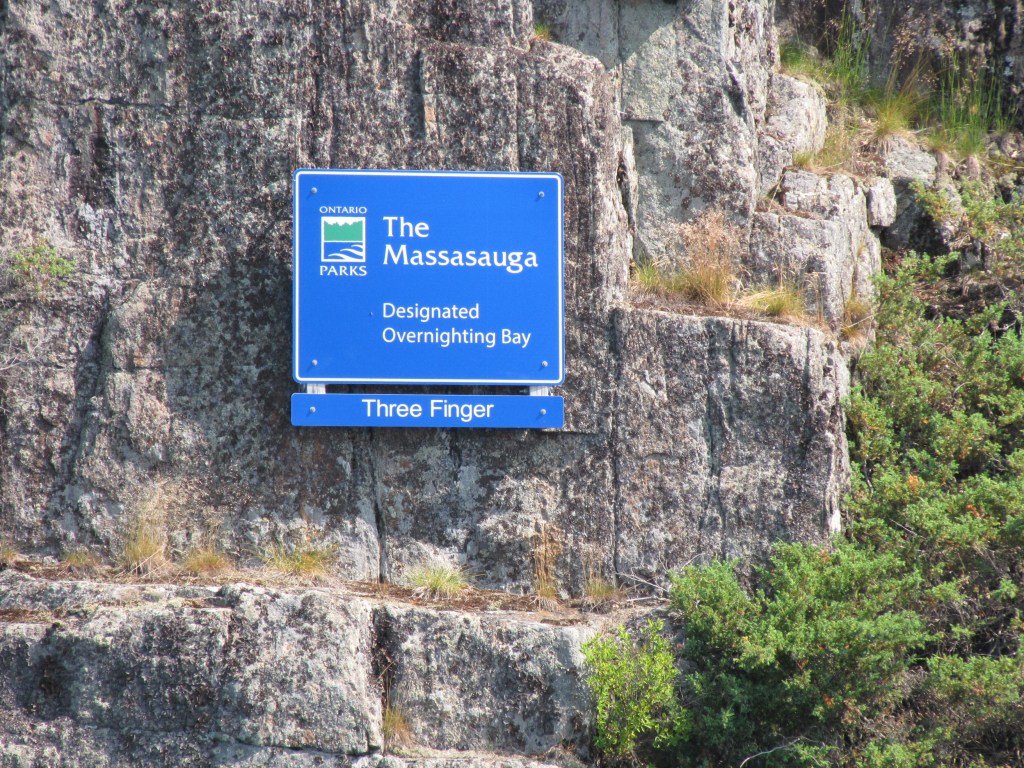 ONTARIO
PARKS
The
Massasauga
Designated
Overnighting Bay
Three Finger